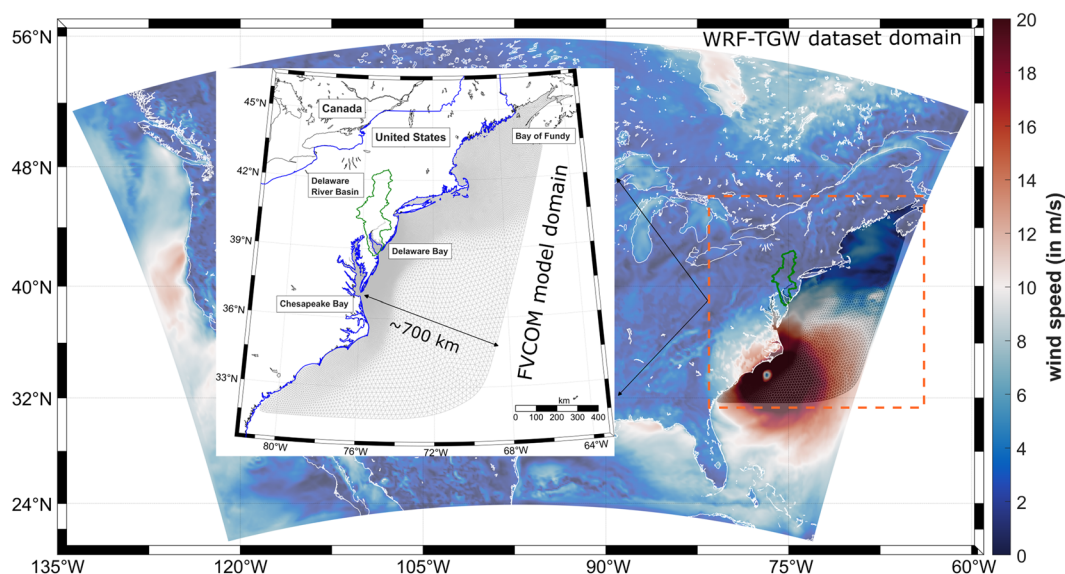 WRF-TGW dataset domain
56°N
48°N
40°N
32°N
24°N
135°W
120°W
105°W
90°W
75°W
60°W
45°N
42°N
39°N
36°N
33°N
80°W
76°W
72°W
68°W
64°W
Canada
United States
Bay of Fundy
Delaware
River Basin
Delaware Bay
Chesapeake Bay
~700 km
FVCOM model domain
km
0 100 200 300 400
20
18
16
14
12
10
8
6
4
2
0
wind speed (in m/s)